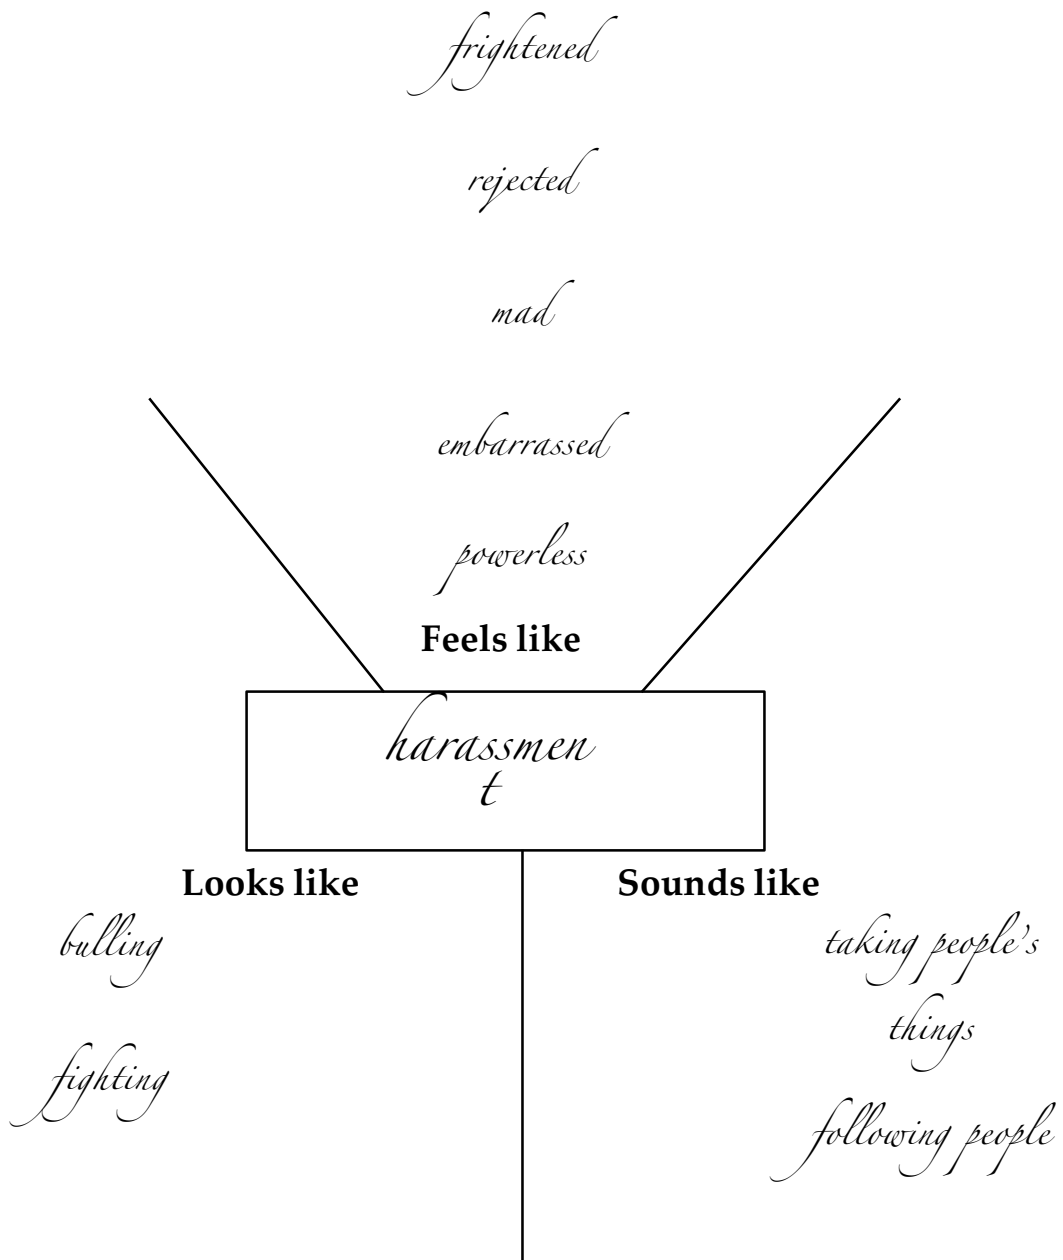 frightened
rejected
mad
embarrassed
powerless
Feels like
harassmen
t
Looks like
bulling
fighting
Sounds like
taking people's
things
following people